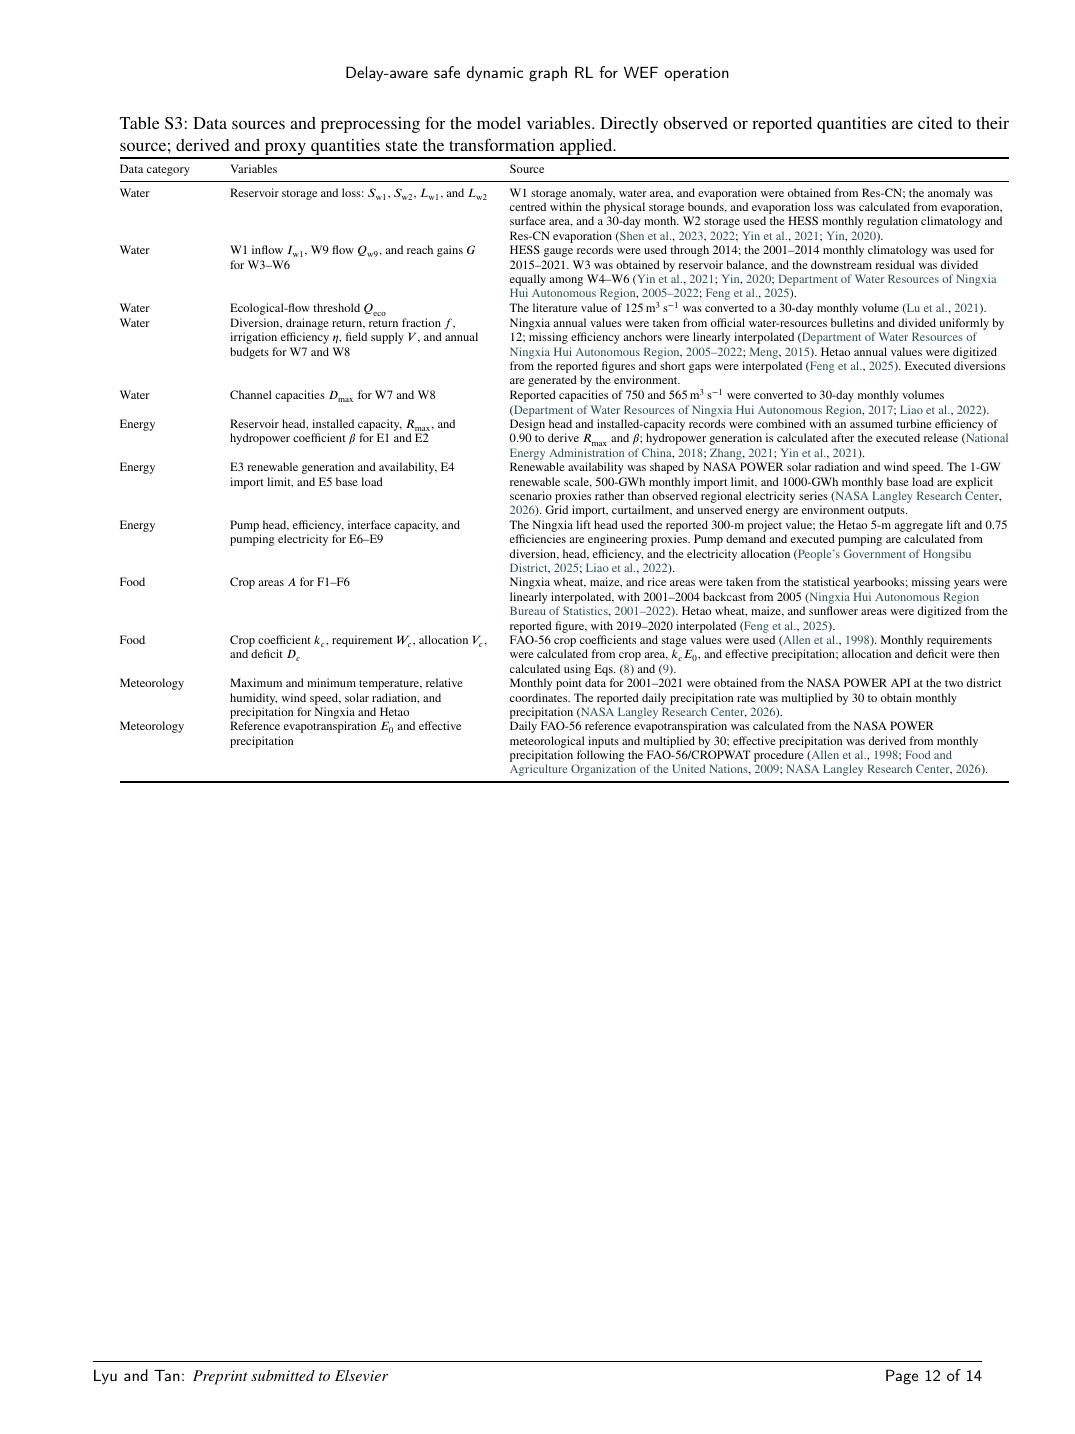 Delay-aware safe dynamic graph RL for WEF operation
Table S3: Data sources and preprocessing for the model variables. Directly observed or reported quantities are cited to their
source; derived and proxy quantities state the transformation applied.
Data category Variables Source
Water Reservoir storage and loss: S_w1, S_w2, L_w1, and L_w2 W1 storage anomaly, water area, and evaporation were obtained from Res-CN; the anomaly was
centred within the physical storage bounds, and evaporation loss was calculated from evaporation,
surface area, and a 30-day month. W2 storage used the HESS monthly regulation climatology and
Res-CN evaporation (Shen et al., 2023, 2022; Yin et al., 2021; Yin, 2020).
Water W1 inflow I_w1, W9 flow Q_w9, and reach gains G HESS gauge records were used through 2014; the 2001–2014 monthly climatology was used for
for W3–W6 2015–2021. W3 was obtained by reservoir balance, and the downstream residual was divided
equally among W4–W6 (Yin et al., 2021; Yin, 2020; Department of Water Resources of Ningxia
Hui Autonomous Region, 2005–2022; Feng et al., 2025).
Water Ecological-flow threshold Q_eco The literature value of 125 m³ s⁻¹ was converted to a 30-day monthly volume (Lu et al., 2021).
Water Diversion, drainage return, return fraction f, Ningxia annual values were taken from official water-resources bulletins and divided uniformly by
irrigation efficiency η, field supply V, and annual 12; missing efficiency anchors were linearly interpolated (Department of Water Resources of
budgets for W7 and W8 Ningxia Hui Autonomous Region, 2005–2022; Meng, 2015). Hetao annual values were digitized
from the reported figures and short gaps were interpolated (Feng et al., 2025). Executed diversions
are generated by the environment.
Water Channel capacities D_max for W7 and W8 Reported capacities of 750 and 565 m³ s⁻¹ were converted to 30-day monthly volumes
(Department of Water Resources of Ningxia Hui Autonomous Region, 2017; Liao et al., 2022).
Energy Reservoir head, installed capacity, R_max, and Design head and installed-capacity records were combined with an assumed turbine efficiency of
hydropower coefficient β for E1 and E2 0.90 to derive R_max and β; hydropower generation is calculated after the executed release (National
Energy Administration of China, 2018; Zhang, 2021; Yin et al., 2021).
Energy E3 renewable generation and availability, E4 Renewable availability was shaped by NASA POWER solar radiation and wind speed. The 1-GW
import limit, and E5 base load renewable scale, 500-GWh monthly import limit, and 1000-GWh monthly base load are explicit
scenario proxies rather than observed regional electricity series (NASA Langley Research Center,
2026). Grid import, curtailment, and unserved energy are environment outputs.
Energy Pump head, efficiency, interface capacity, and The Ningxia lift head used the reported 300-m project value; the Hetao 5-m aggregate lift and 0.75
pumping electricity for E6–E9 efficiencies are engineering proxies. Pump demand and executed pumping are calculated from
diversion, head, efficiency, and the electricity allocation (People's Government of Hongsibu
District, 2025; Liao et al., 2022).
Food Crop areas A for F1–F6 Ningxia wheat, maize, and rice areas were taken from the statistical yearbooks; missing years were
linearly interpolated, with 2001–2004 backcast from 2005 (Ningxia Hui Autonomous Region
Bureau of Statistics, 2001–2022). Hetao wheat, maize, and sunflower areas were digitized from the
reported figure, with 2019–2020 interpolated (Feng et al., 2025).
Food Crop coefficient k_c, requirement W_c, allocation V_c, FAO-56 crop coefficients and stage values were used (Allen et al., 1998). Monthly requirements
and deficit D_c were calculated from crop area, k_c E_0, and effective precipitation; allocation and deficit were then
calculated using Eqs. (8) and (9).
Meteorology Maximum and minimum temperature, relative Monthly point data for 2001–2021 were obtained from the NASA POWER API at the two district
humidity, wind speed, solar radiation, and coordinates. The reported daily precipitation rate was multiplied by 30 to obtain monthly
precipitation for Ningxia and Hetao precipitation (NASA Langley Research Center, 2026).
Meteorology Reference evapotranspiration E_0 and effective Daily FAO-56 reference evapotranspiration was calculated from the NASA POWER
precipitation meteorological inputs and multiplied by 30; effective precipitation was derived from monthly
precipitation following the FAO-56/CROPWAT procedure (Allen et al., 1998; Food and
Agriculture Organization of the United Nations, 2009; NASA Langley Research Center, 2026).
Lyu and Tan: Preprint submitted to Elsevier Page 12 of 14